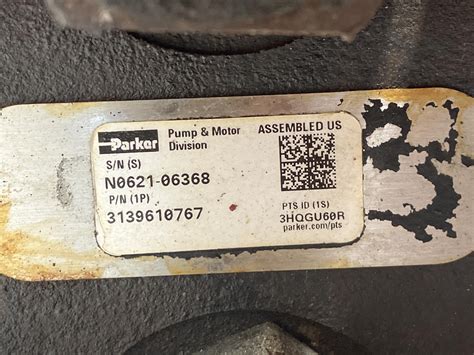 Parker
Pump & Motor
Division
ASSEMBLED US
S/N (S)
N0621-06368
P/N (1P)
3139610767
PTS ID (1S)
3HQGU60R
parker.com/pts